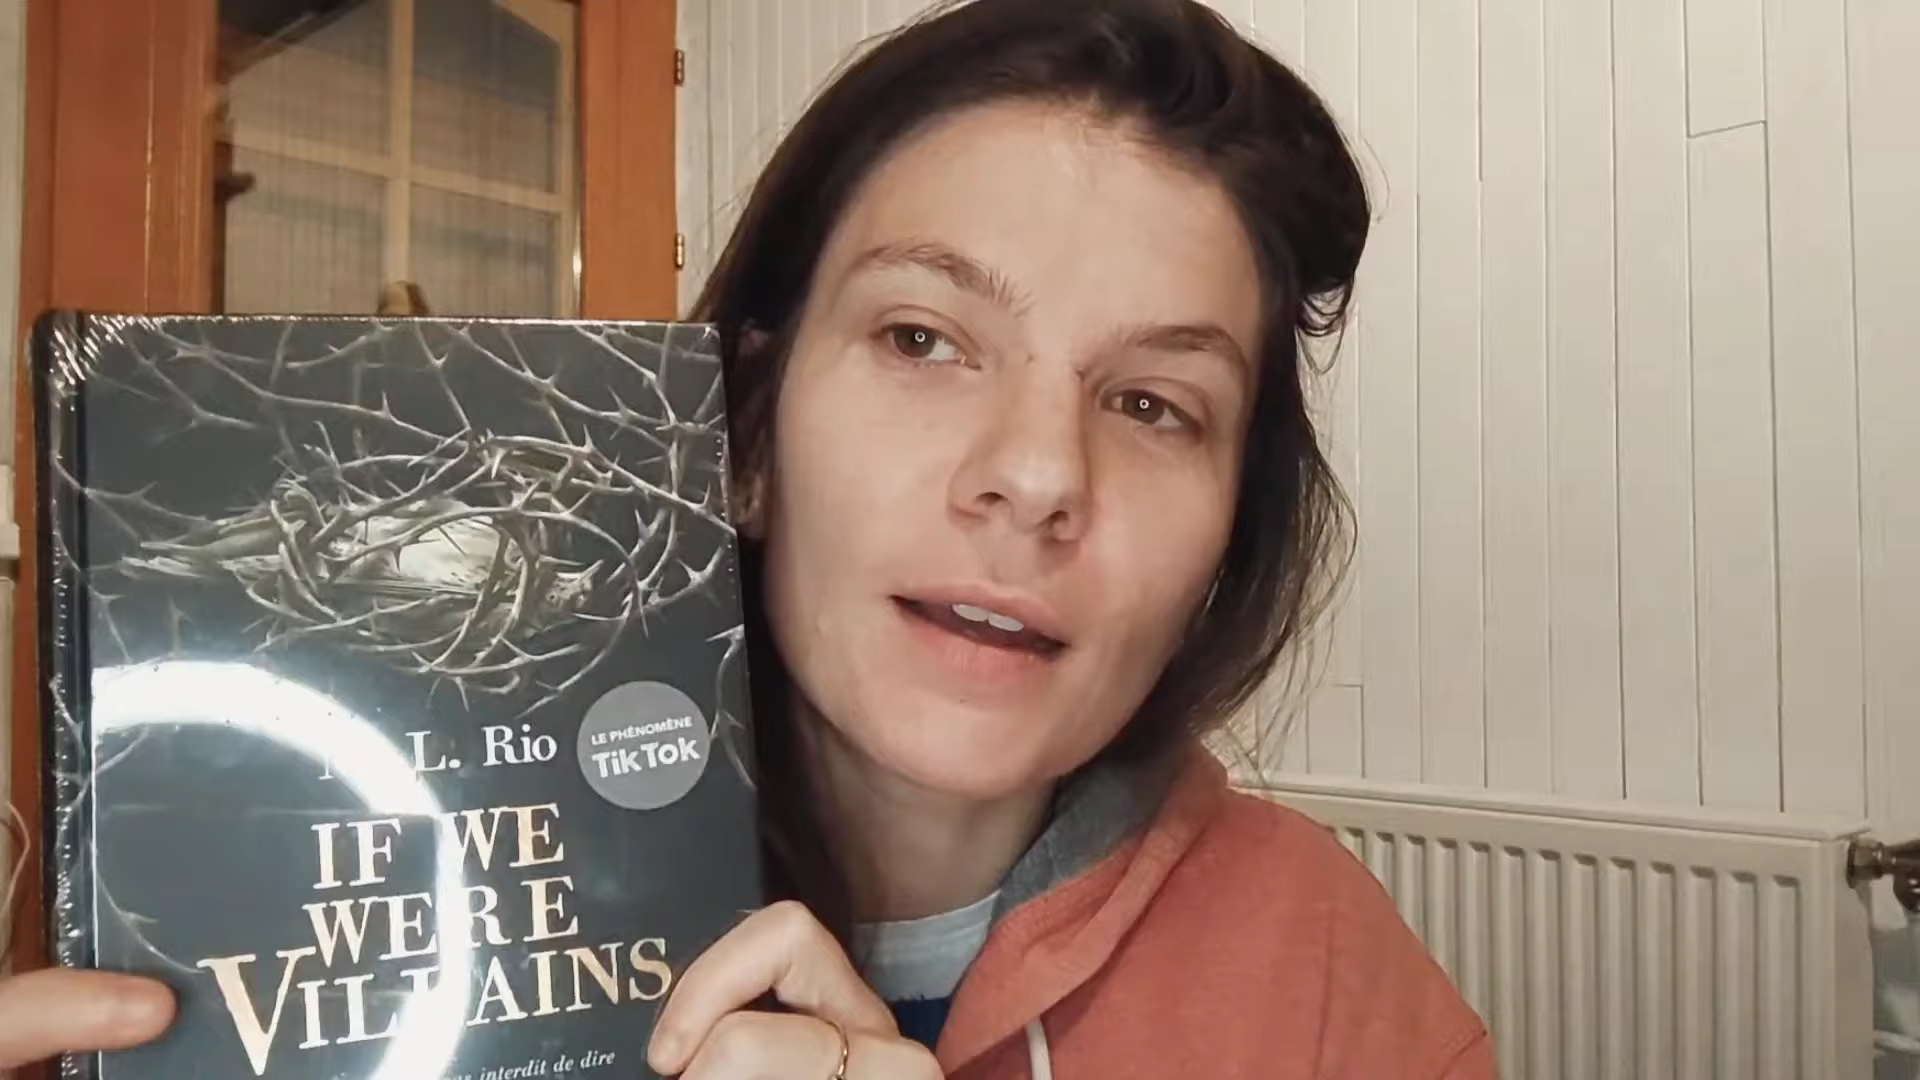 L. Rio
LE PHÉNOMÈNE
TikTok
IF WE
WERE
VILLAINS
interdit de dire